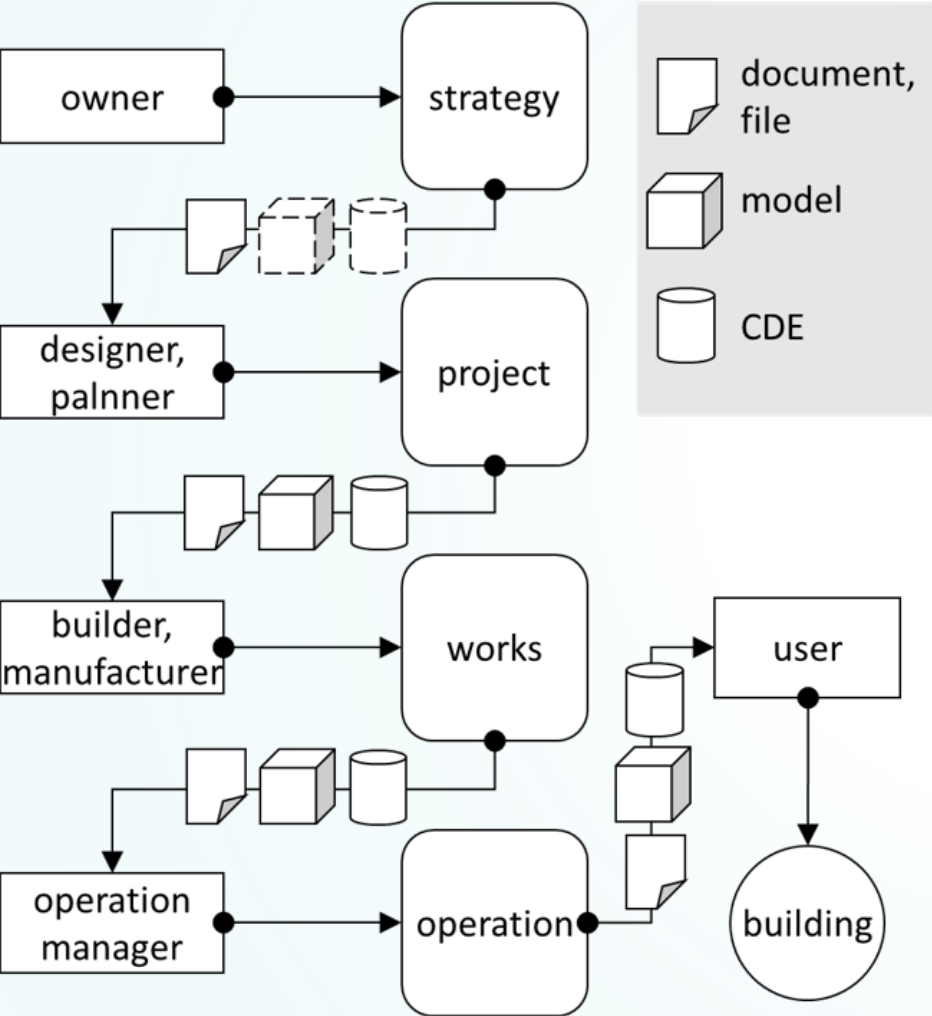 owner
strategy
document,
file
model
CDE
designer,
palnner
project
builder,
manufacturer
works
user
operation
manager
operation
building